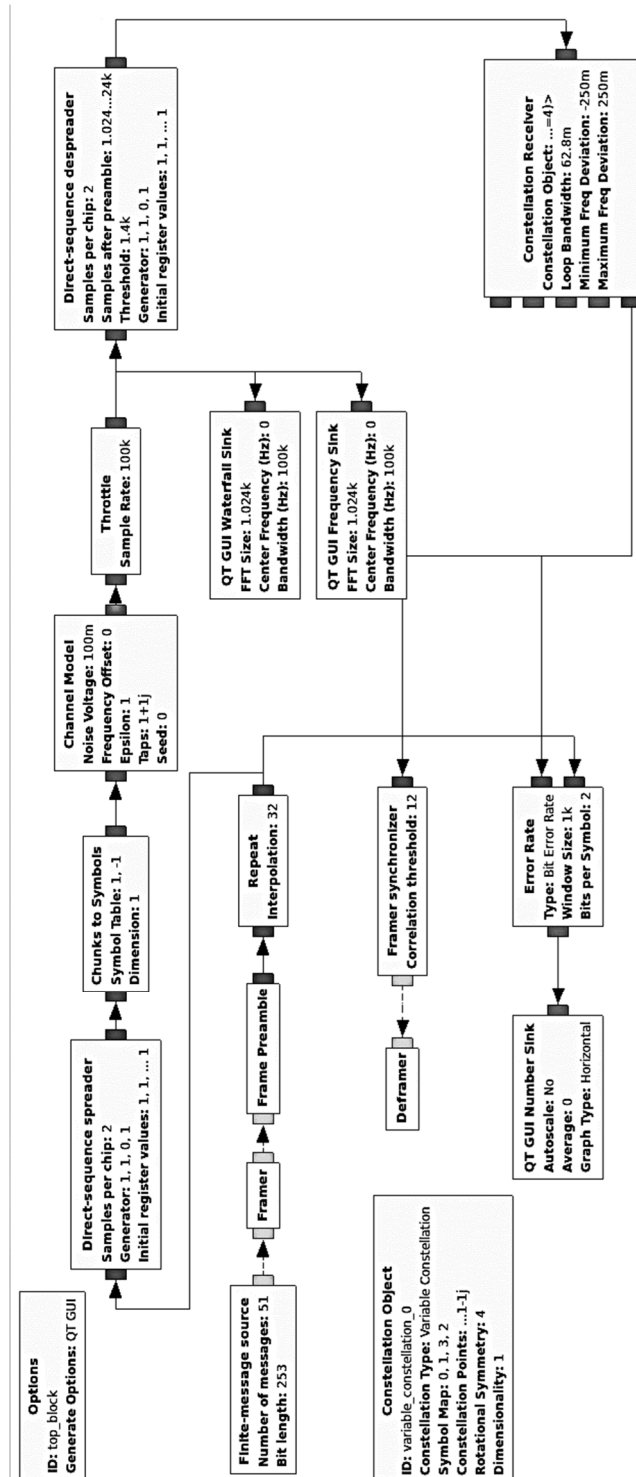 Options
ID: top_block
Generate Options: QT GUI
Direct-sequence spreader
Samples per chip: 2
Generator: 1, 1, 0, 1
Initial register values: 1, 1, ... 1
Chunks to Symbols
Symbol Table: 1, -1
Dimension: 1
Channel Model
Noise Voltage: 100m
Frequency Offset: 0
Epsilon: 1
Taps: 1+1j
Seed: 0
Throttle
Sample Rate: 100k
Direct-sequence despreader
Samples per chip: 2
Samples after preamble: 1.024...24k
Threshold: 1.4k
Generator: 1, 1, 0, 1
Initial register values: 1, 1, ... 1
QT GUI Waterfall Sink
FFT Size: 1.024k
Center Frequency (Hz): 0
Bandwidth (Hz): 100k
QT GUI Frequency Sink
FFT Size: 1.024k
Center Frequency (Hz): 0
Bandwidth (Hz): 100k
Finite-message source
Number of messages: 51
Bit length: 253
Framer
Frame Preamble
Repeat
Interpolation: 32
Deframer
Framer synchronizer
Correlation threshold: 12
Constellation Receiver
Constellation Object: ...=4)>
Loop Bandwidth: 62.8m
Minimum Freq Deviation: -250m
Maximum Freq Deviation: 250m
Constellation Object
ID: variable_constellation_0
Constellation Type: Variable Constellation
Symbol Map: 0, 1, 3, 2
Constellation Points: ...1-1j
Rotational Symmetry: 4
Dimensionality: 1
QT GUI Number Sink
Autoscale: No
Average: 0
Graph Type: Horizontal
Error Rate
Type: Bit Error Rate
Window Size: 1k
Bits per Symbol: 2